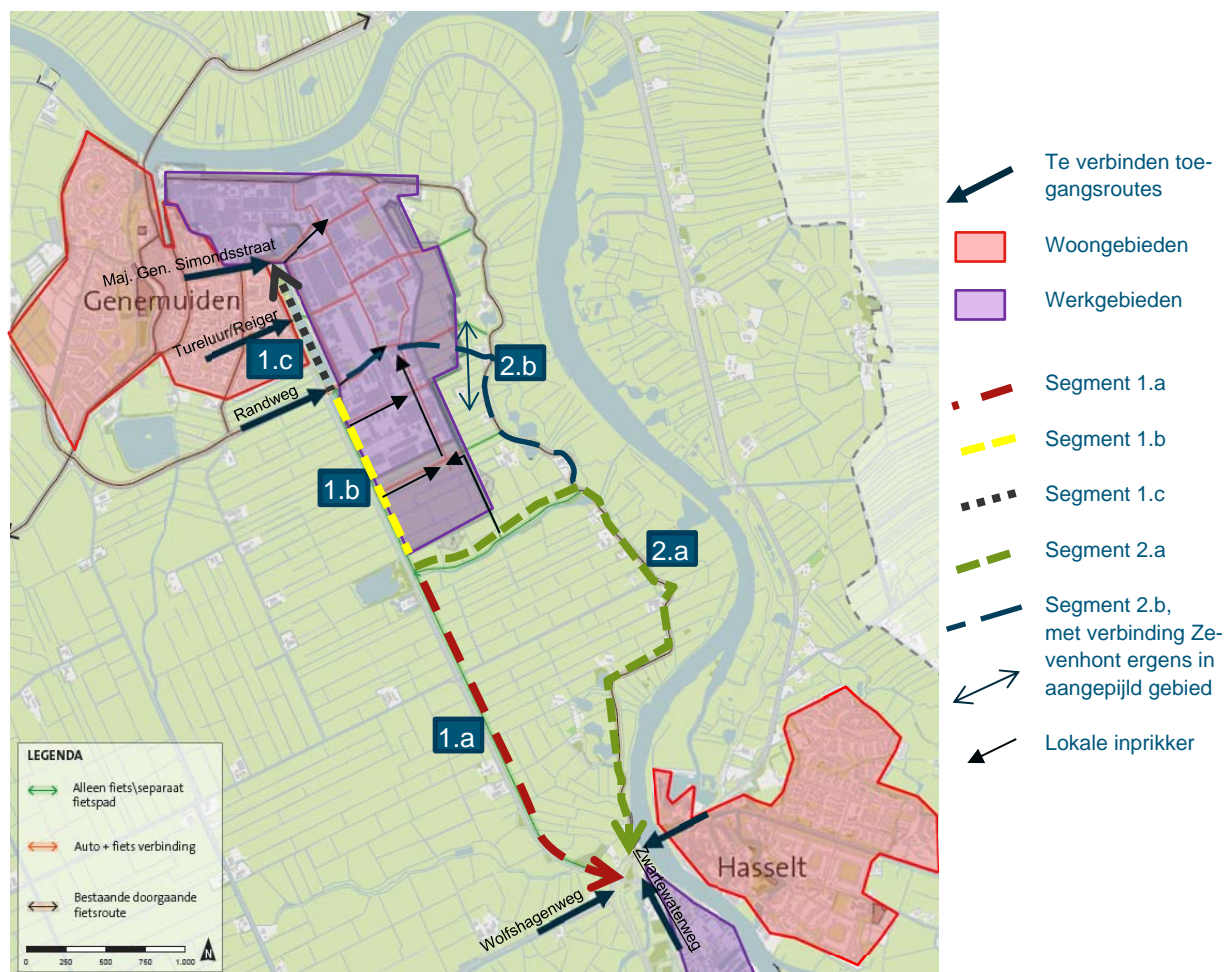 Maj. Gen. Simondsstraat
Genemuiden
Tureluur/Reiger
1.c
Randweg
2.b
1.b
2.a
1.a
Hasselt
Zwartewaterweg
Wolfshagenweg
LEGENDA
Alleen fiets\separaat
fietspad
Auto + fiets verbinding
Bestaande doorgaande
fietsroute
0 250 500 750 1.000
N
Te verbinden toe-
gangsroutes
Woongebieden
Werkgebieden
Segment 1.a
Segment 1.b
Segment 1.c
Segment 2.a
Segment 2.b,
met verbinding Ze-
venhont ergens in
aangepijld gebied
Lokale inprikker